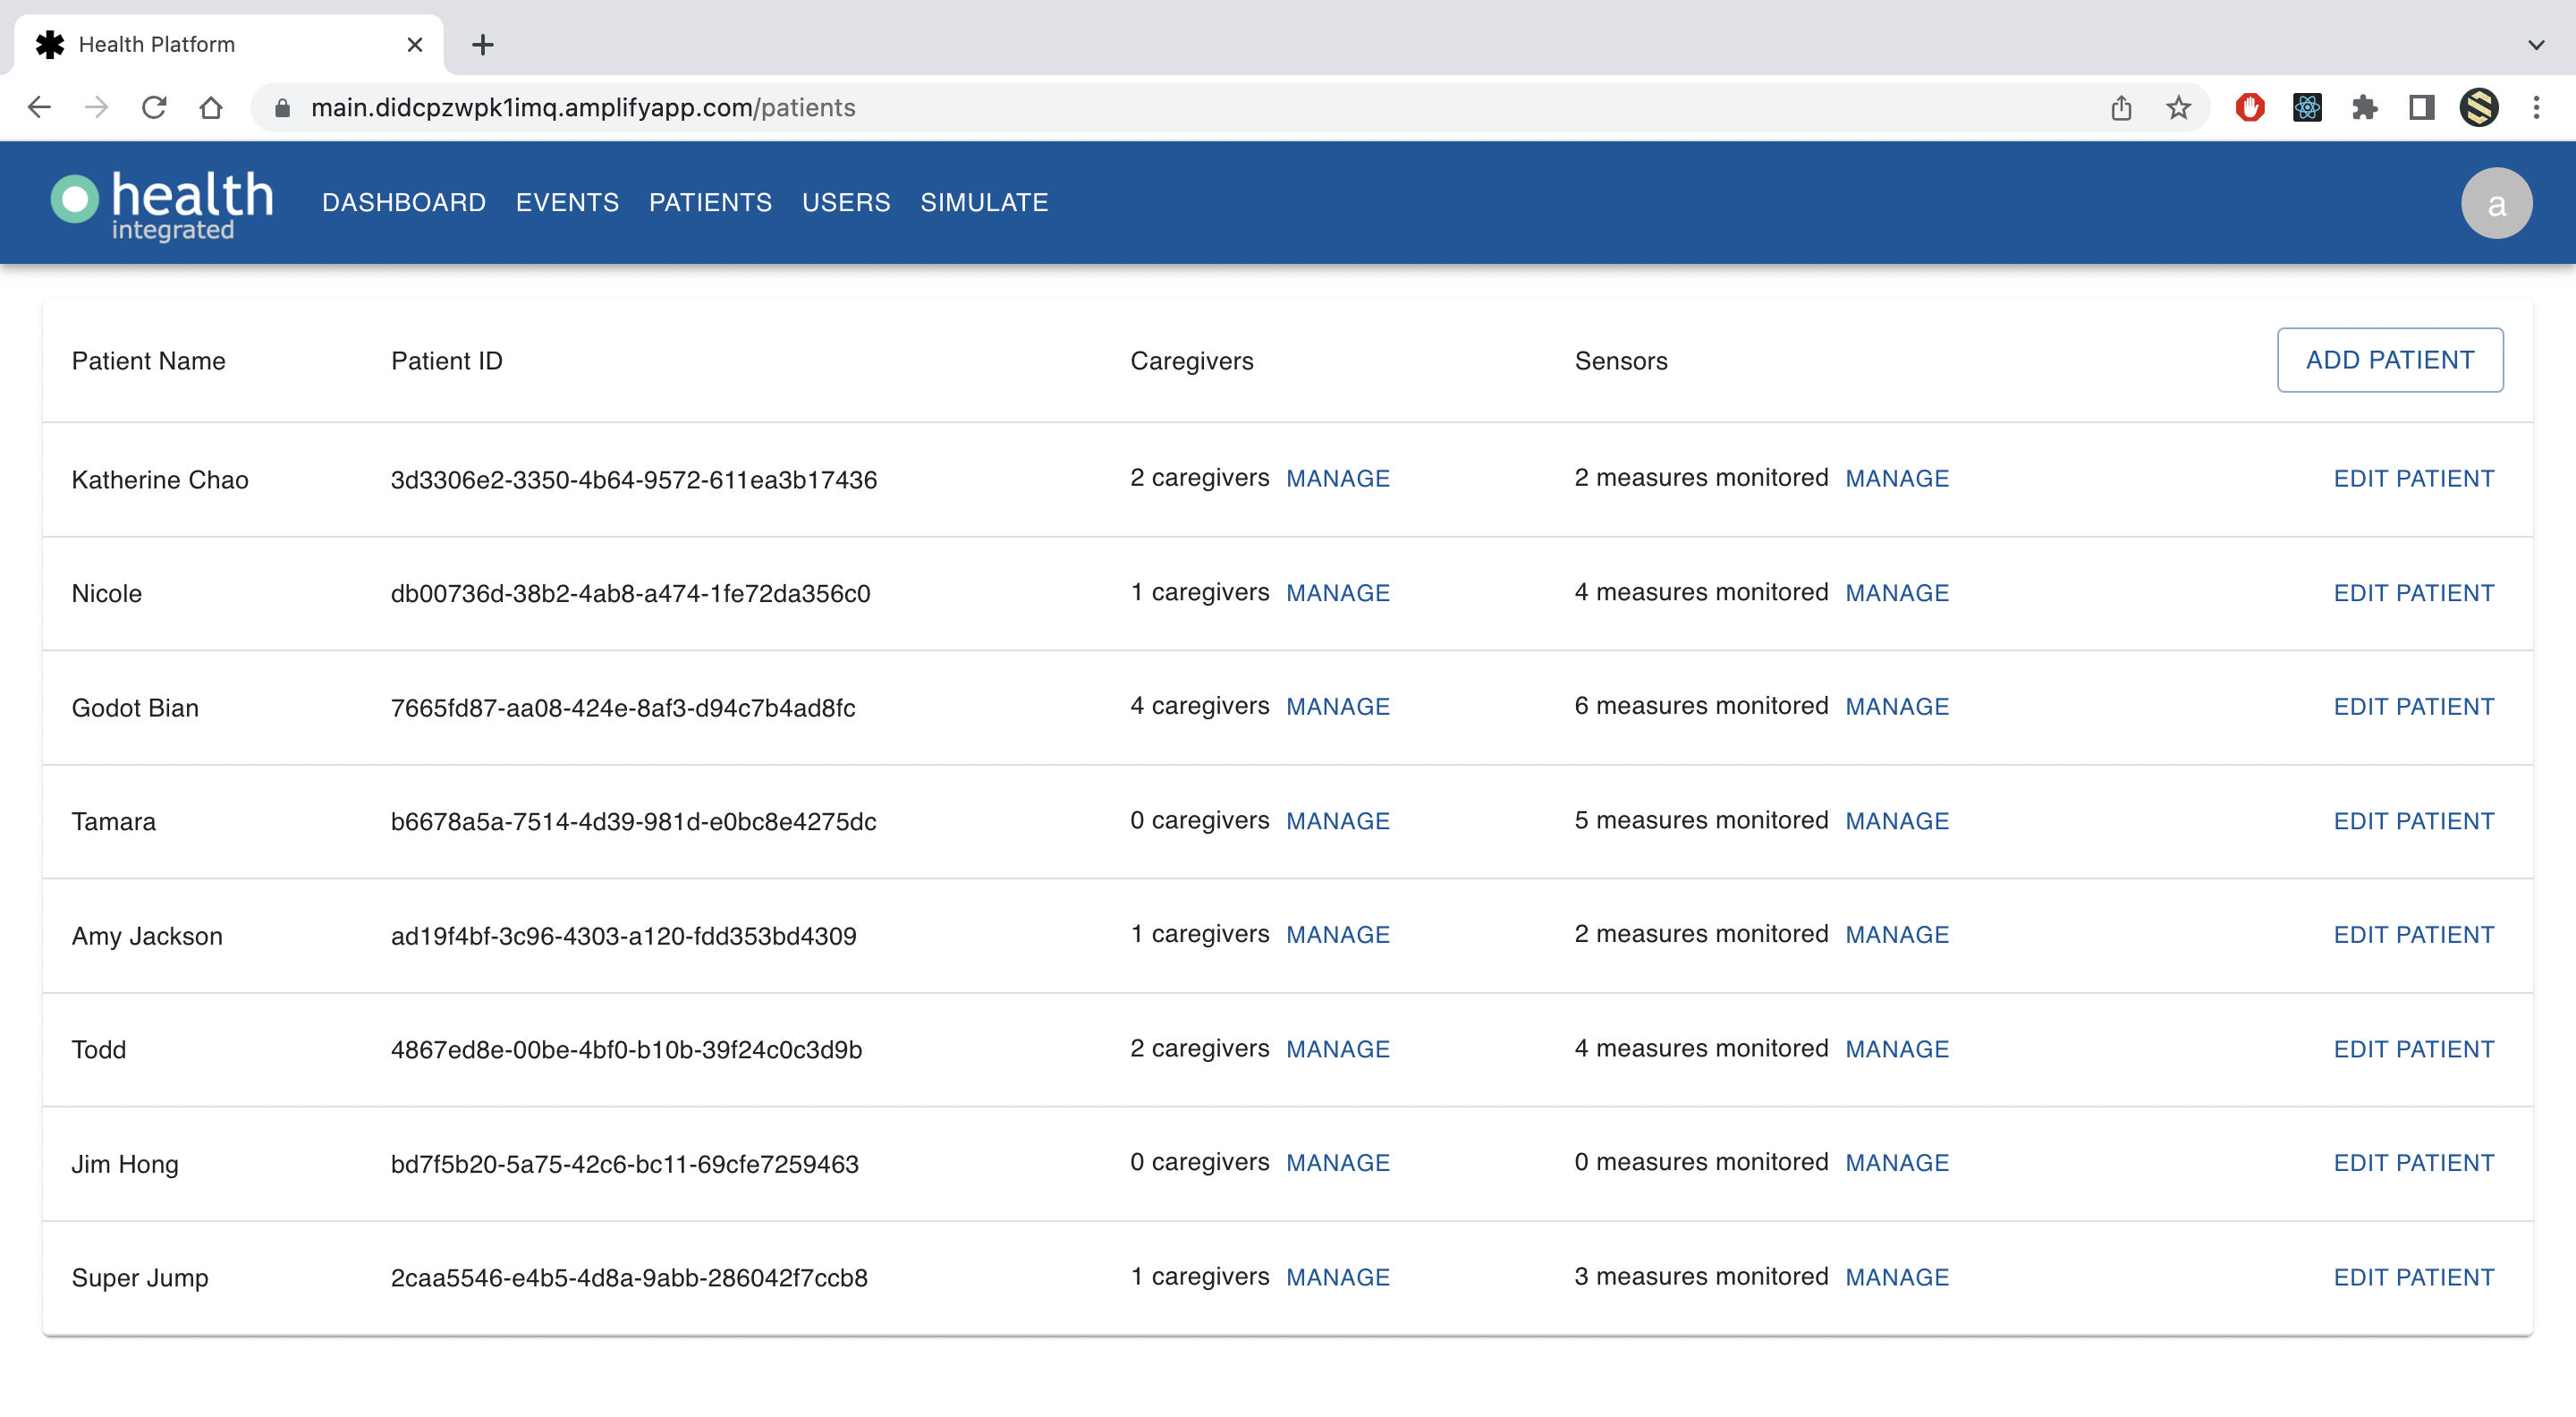 Health Platform
main.didcpzwpk1imq.amplifyapp.com/patients
health
integrated
DASHBOARD EVENTS PATIENTS USERS SIMULATE
a
Patient Name Patient ID Caregivers Sensors ADD PATIENT
Katherine Chao 3d3306e2-3350-4b64-9572-611ea3b17436 2 caregivers MANAGE 2 measures monitored MANAGE EDIT PATIENT
Nicole db00736d-38b2-4ab8-a474-1fe72da356c0 1 caregivers MANAGE 4 measures monitored MANAGE EDIT PATIENT
Godot Bian 7665fd87-aa08-424e-8af3-d94c7b4ad8fc 4 caregivers MANAGE 6 measures monitored MANAGE EDIT PATIENT
Tamara b6678a5a-7514-4d39-981d-e0bc8e4275dc 0 caregivers MANAGE 5 measures monitored MANAGE EDIT PATIENT
Amy Jackson ad19f4bf-3c96-4303-a120-fdd353bd4309 1 caregivers MANAGE 2 measures monitored MANAGE EDIT PATIENT
Todd 4867ed8e-00be-4bf0-b10b-39f24c0c3d9b 2 caregivers MANAGE 4 measures monitored MANAGE EDIT PATIENT
Jim Hong bd7f5b20-5a75-42c6-bc11-69cfe7259463 0 caregivers MANAGE 0 measures monitored MANAGE EDIT PATIENT
Super Jump 2caa5546-e4b5-4d8a-9abb-286042f7ccb8 1 caregivers MANAGE 3 measures monitored MANAGE EDIT PATIENT